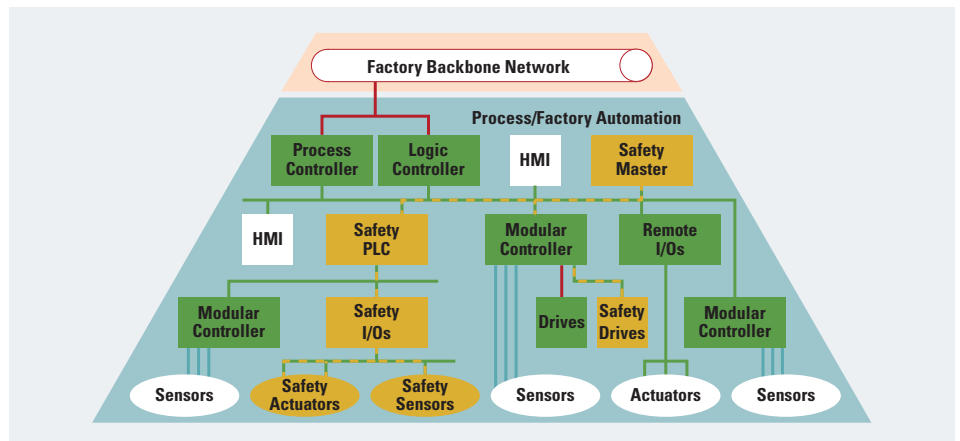 Factory Backbone Network
Process/Factory Automation
Process
Controller
Logic
Controller
HMI
Safety
Master
HMI
Safety
PLC
Modular
Controller
Remote
I/Os
Modular
Controller
Safety
I/Os
Drives
Safety
Drives
Modular
Controller
Sensors
Safety
Actuators
Safety
Sensors
Sensors
Actuators
Sensors